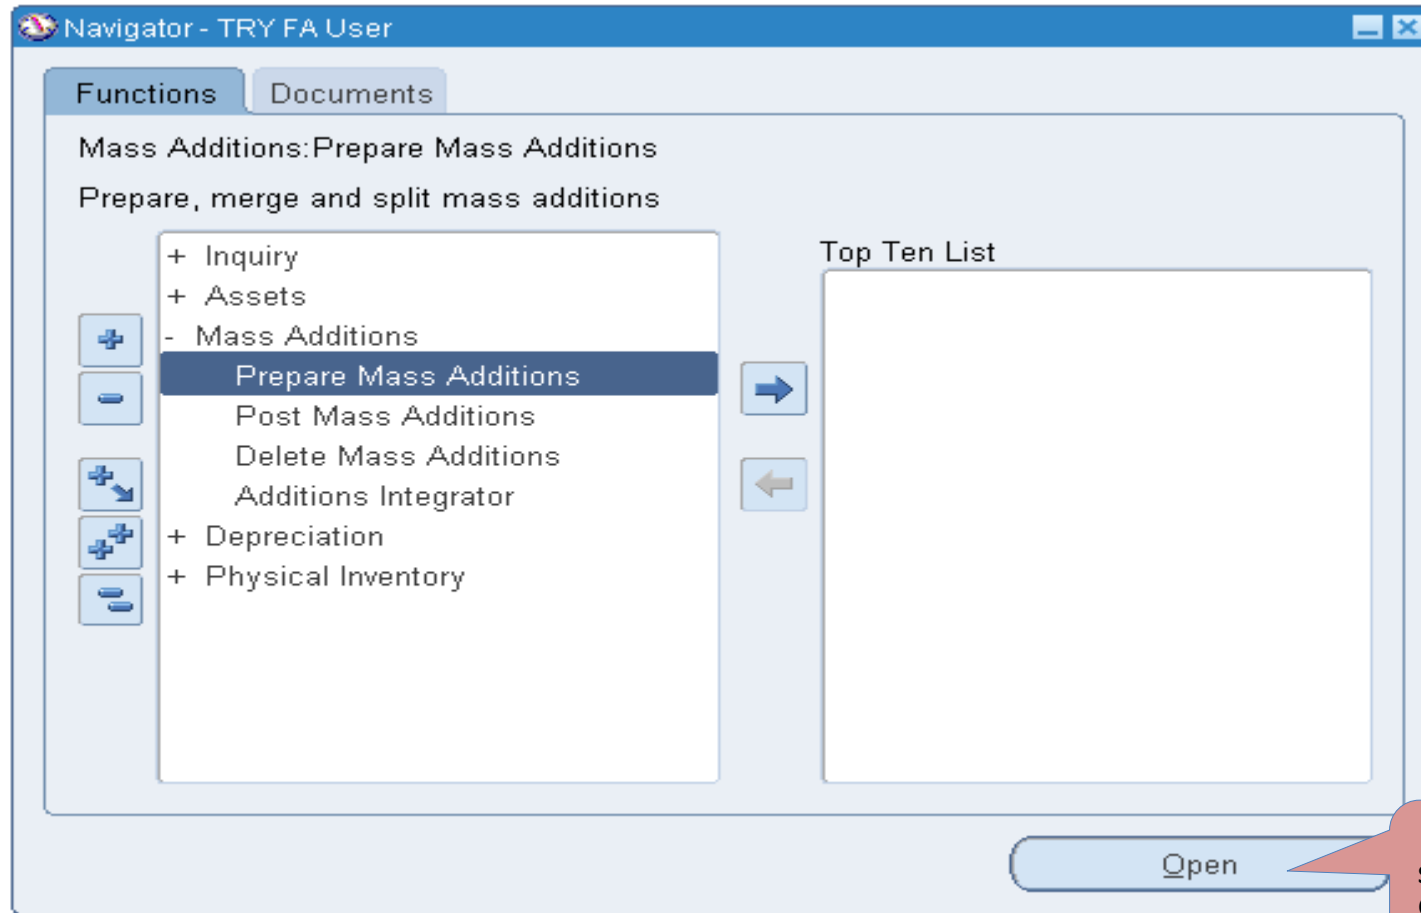 Navigator - TRY FA User
Functions
Documents
Mass Additions:Prepare Mass Additions
Prepare, merge and split mass additions
+ Inquiry
+ Assets
- Mass Additions
Prepare Mass Additions
Post Mass Additions
Delete Mass Additions
Additions Integrator
+ Depreciation
+ Physical Inventory
Top Ten List
Open